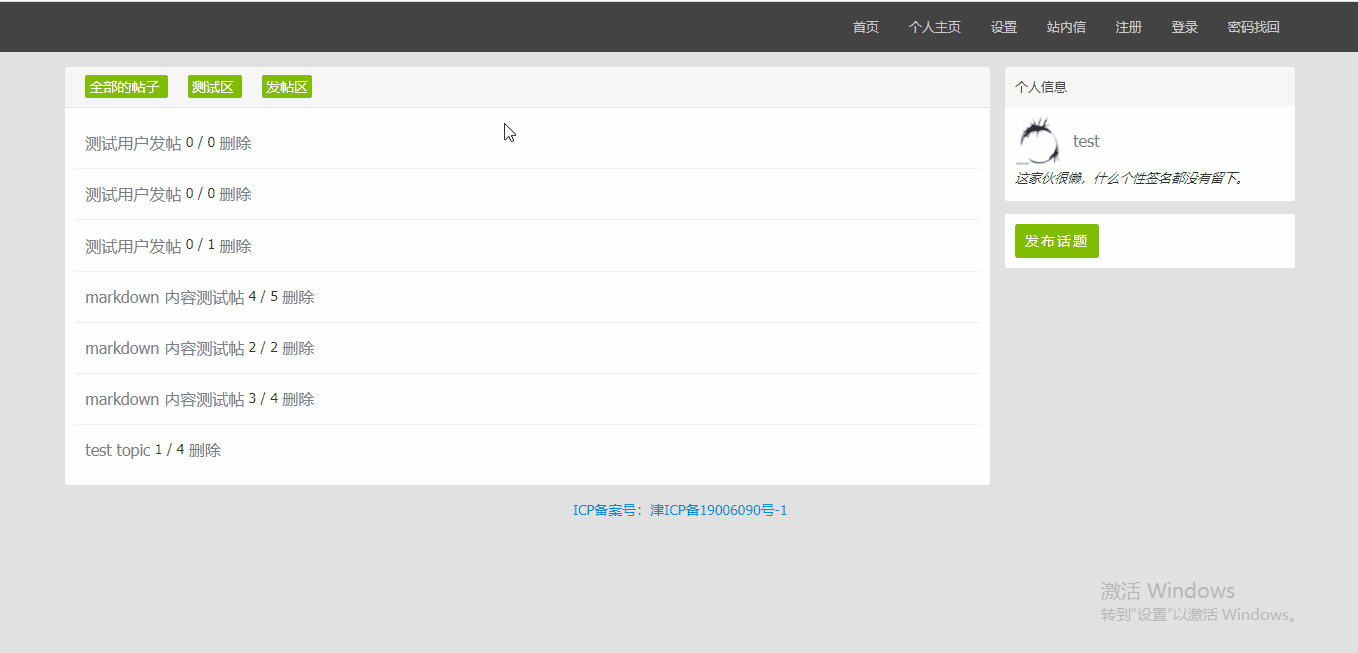 首页 个人主页 设置 站内信 注册 登录 密码找回
全部的帖子 测试区 发帖区
测试用户发帖 0 / 0 删除
测试用户发帖 0 / 0 删除
测试用户发帖 0 / 1 删除
markdown 内容测试帖 4 / 5 删除
markdown 内容测试帖 2 / 2 删除
markdown 内容测试帖 3 / 4 删除
test topic 1 / 4 删除
个人信息
test
这家伙很懒，什么个性签名都没有留下。
发布话题
ICP备案号：津ICP备19006090号-1
激活 Windows
转到“设置”以激活 Windows。